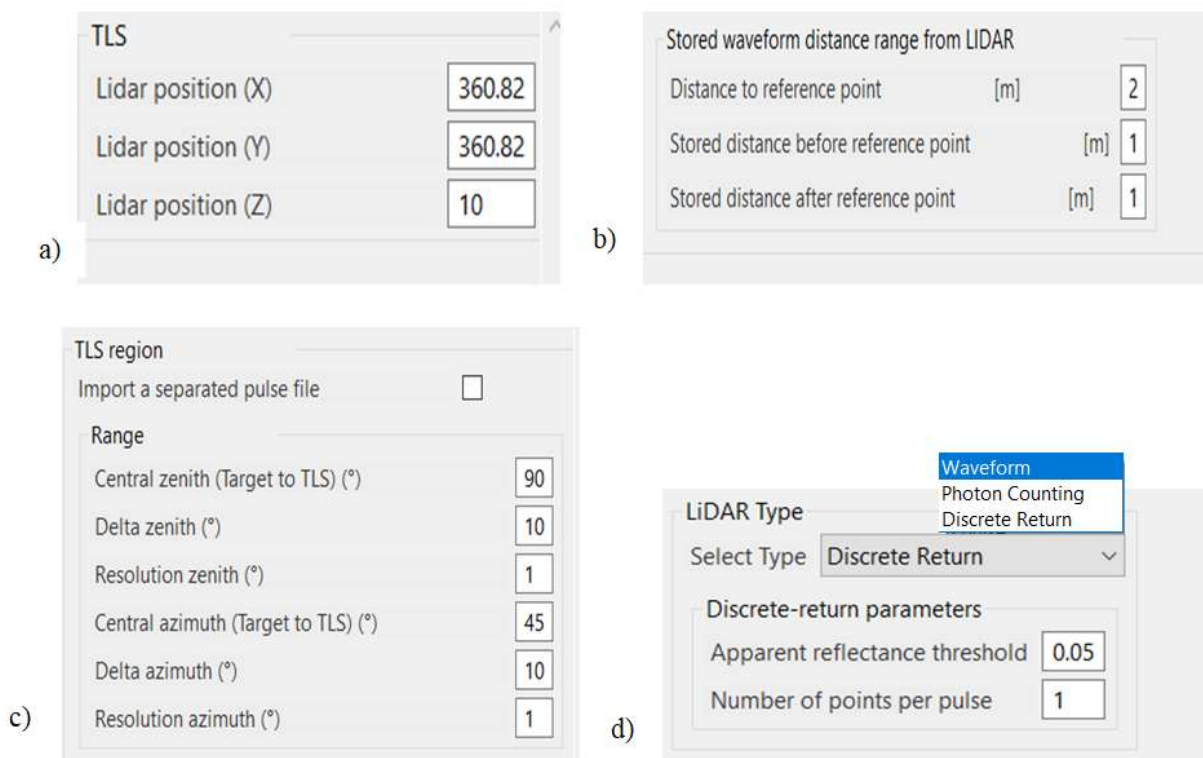 TLS
Lidar position (X) 360.82
Lidar position (Y) 360.82
Lidar position (Z) 10
a)
Stored waveform distance range from LIDAR
Distance to reference point [m] 2
Stored distance before reference point [m] 1
Stored distance after reference point [m] 1
b)
TLS region
Import a separated pulse file
Range
Central zenith (Target to TLS) (°) 90
Delta zenith (°) 10
Resolution zenith (°) 1
Central azimuth (Target to TLS) (°) 45
Delta azimuth (°) 10
Resolution azimuth (°) 1
c)
Waveform
Photon Counting
Discrete Return
LiDAR Type
Select Type Discrete Return
Discrete-return parameters
Apparent reflectance threshold 0.05
Number of points per pulse 1
d)